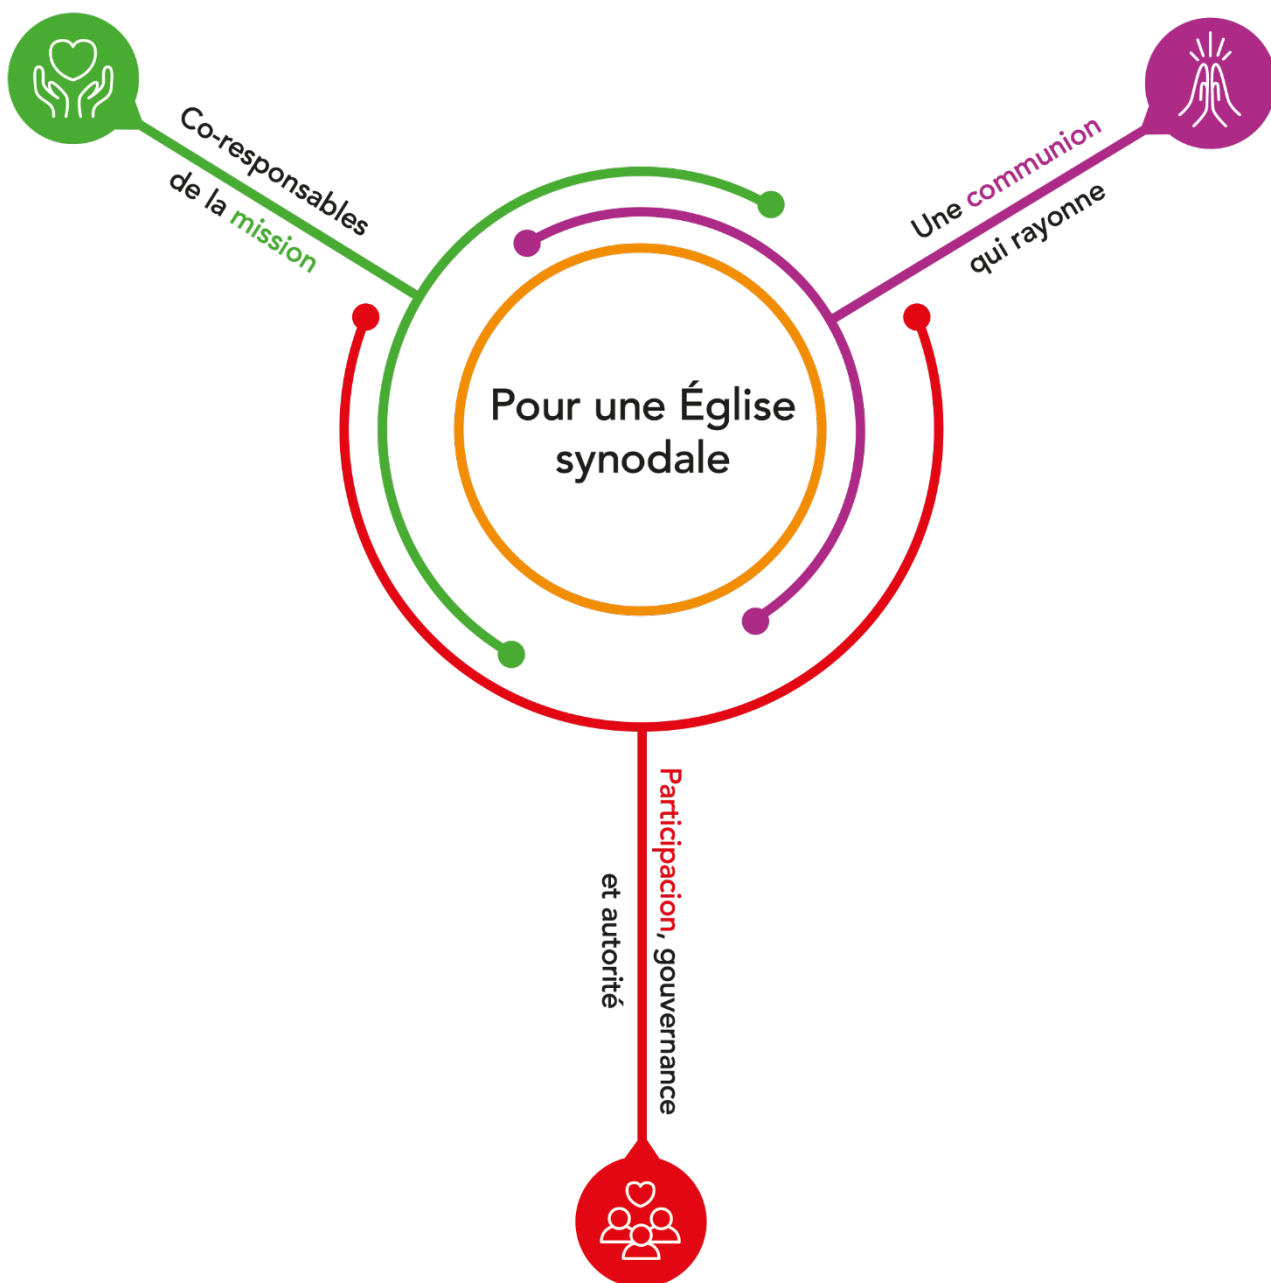 Co-responsables
de la mission
Une communion
qui rayonne
Pour une Église
synodale
Participacion, gouvernance
et autorité